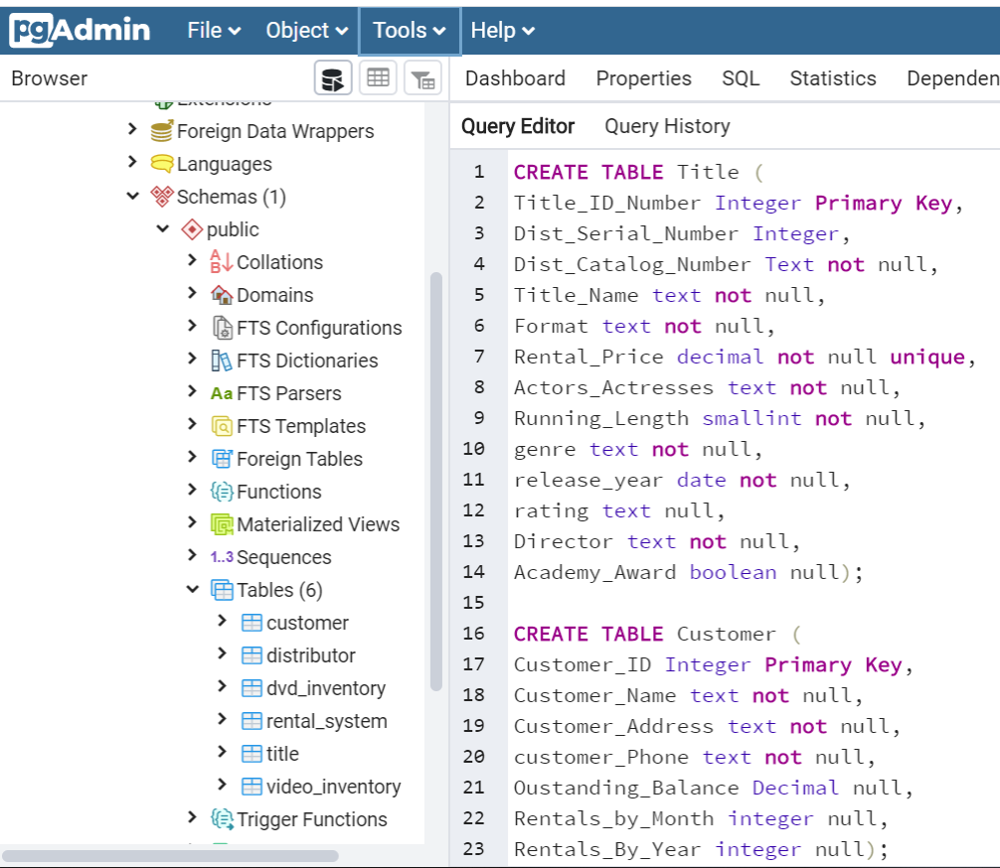 pgAdmin File Object Tools Help
Browser
Dashboard Properties SQL Statistics Dependen
Query Editor Query History
Extensions
Foreign Data Wrappers
Languages
Schemas (1)
public
Collations
Domains
FTS Configurations
FTS Dictionaries
Aa FTS Parsers
FTS Templates
Foreign Tables
Functions
Materialized Views
1..3 Sequences
Tables (6)
customer
distributor
dvd_inventory
rental_system
title
video_inventory
Trigger Functions
1 CREATE TABLE Title (
2 Title_ID_Number Integer Primary Key,
3 Dist_Serial_Number Integer,
4 Dist_Catalog_Number Text not null,
5 Title_Name text not null,
6 Format text not null,
7 Rental_Price decimal not null unique,
8 Actors_Actresses text not null,
9 Running_Length smallint not null,
10 genre text not null,
11 release_year date not null,
12 rating text null,
13 Director text not null,
14 Academy_Award boolean null);
15
16 CREATE TABLE Customer (
17 Customer_ID Integer Primary Key,
18 Customer_Name text not null,
19 Customer_Address text not null,
20 customer_Phone text not null,
21 Oustanding_Balance Decimal null,
22 Rentals_by_Month integer null,
23 Rentals_By_Year integer null);